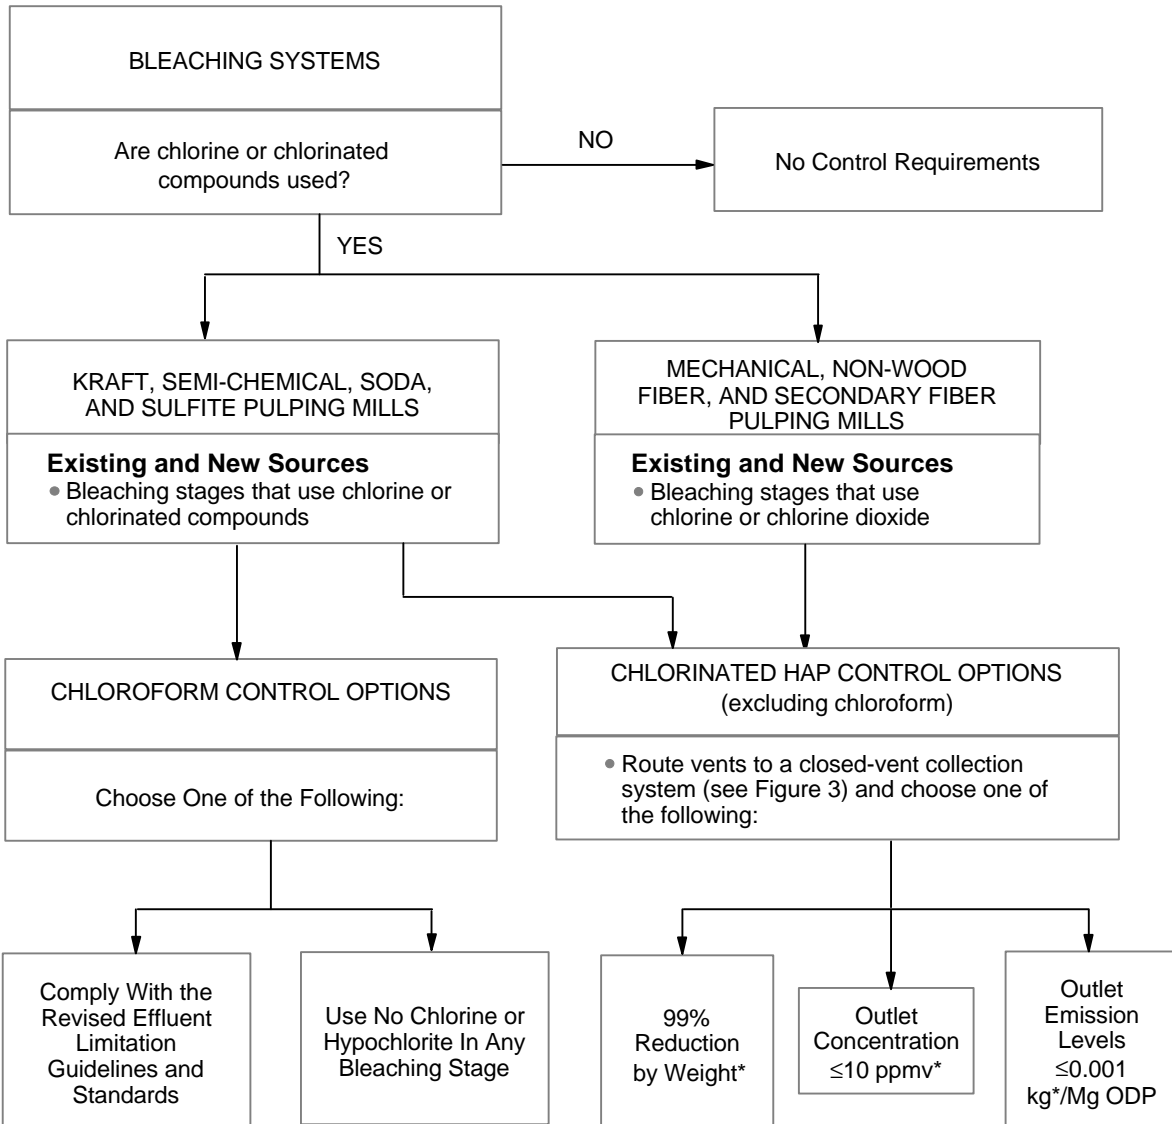 BLEACHING SYSTEMS
Are chlorine or chlorinated
compounds used?
NO
No Control Requirements
YES
KRAFT, SEMI-CHEMICAL, SODA,
AND SULFITE PULPING MILLS
Existing and New Sources
• Bleaching stages that use chlorine or
chlorinated compounds
MECHANICAL, NON-WOOD
FIBER, AND SECONDARY FIBER
PULPING MILLS
Existing and New Sources
• Bleaching stages that use
chlorine or chlorine dioxide
CHLOROFORM CONTROL OPTIONS
Choose One of the Following:
CHLORINATED HAP CONTROL OPTIONS
(excluding chloroform)
• Route vents to a closed-vent collection
system (see Figure 3) and choose one of
the following:
Comply With the
Revised Effluent
Limitation
Guidelines and
Standards
Use No Chlorine or
Hypochlorite In Any
Bleaching Stage
99%
Reduction
by Weight*
Outlet
Concentration
≤10 ppmv*
Outlet
Emission
Levels
≤0.001
kg*/Mg ODP